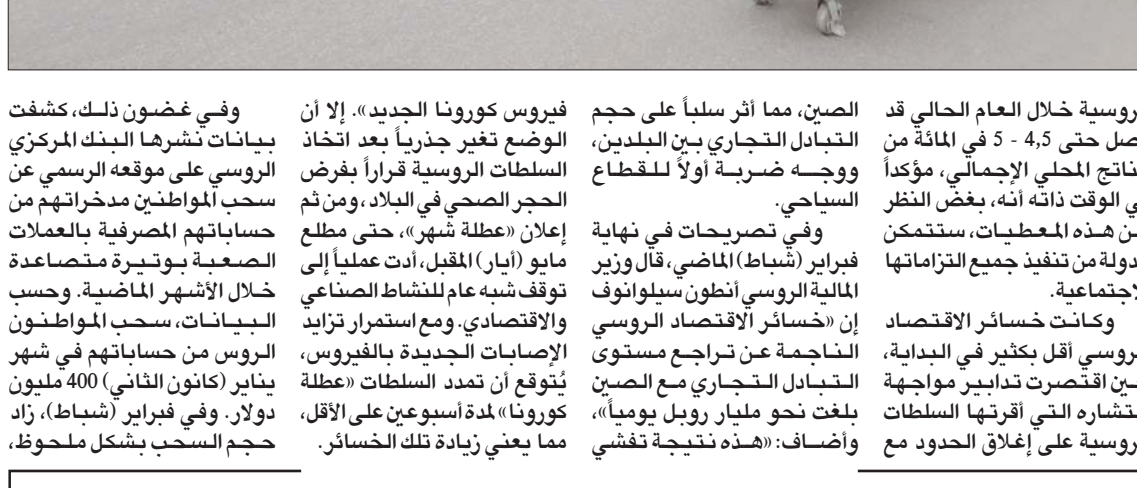 روسية خلال العام الحالي قد
صل حتى 4,5 - 5 في المائة من
ناتج المحلي الإجمالي، مؤكداً
ي الوقت ذاته أنه، بغض النظر
ن هذه المعطيات، ستتمكن
دولة من تنفيذ جميع التزاماتها
لاجتماعية.
وكانت خسائر الاقتصاد
روسي أقل بكثير في البداية،
ين اقتصرت تدابير مواجهة
تشاره التي أقرتها السلطات
روسية على إغلاق الحدود مع
الصين، مما أثر سلباً على حجم
التبادل التجاري بين البلدين،
ووجه ضربة أولاً للقطاع
السياحي.
وفي تصريحات في نهاية
فبراير (شباط) الماضي، قال وزير
المالية الروسي أنطون سيلوانوف
إن «خسائر الاقتصاد الروسي
الناجمة عن تراجع مستوى
التبادل التجاري مع الصين
بلغت نحو مليار روبل يومياً»،
وأضاف: «هذه نتيجة تفشي
فيروس كورونا الجديد». إلا أن
الوضع تغير جذرياً بعد اتخاذ
السلطات الروسية قراراً بفرض
الحجر الصحي في البلاد، ومن ثم
إعلان «عطلة شهر»، حتى مطلع
مايو (أيار) المقبل، أدت عملياً إلى
توقف شبه عام للنشاط الصناعي
والاقتصادي. ومع استمرار تزايد
الإصابات الجديدة بالفيروس،
يُتوقع أن تمدد السلطات «عطلة
كورونا» لمدة أسبوعين على الأقل،
مما يعني زيادة تلك الخسائر.
وفي غضون ذلك، كشفت
بيانات نشرها البنك المركزي
الروسي على موقعه الرسمي عن
سحب المواطنين مدخراتهم من
حساباتهم المصرفية بالعملات
الصعبة بوتيرة متصاعدة
خلال الأشهر الماضية. وحسب
البيانات، سحب المواطنون
الروس من حساباتهم في شهر
يناير (كانون الثاني) 400 مليون
دولار. وفي فبراير (شباط)، زاد
حجم السحب بشكل ملحوظ،